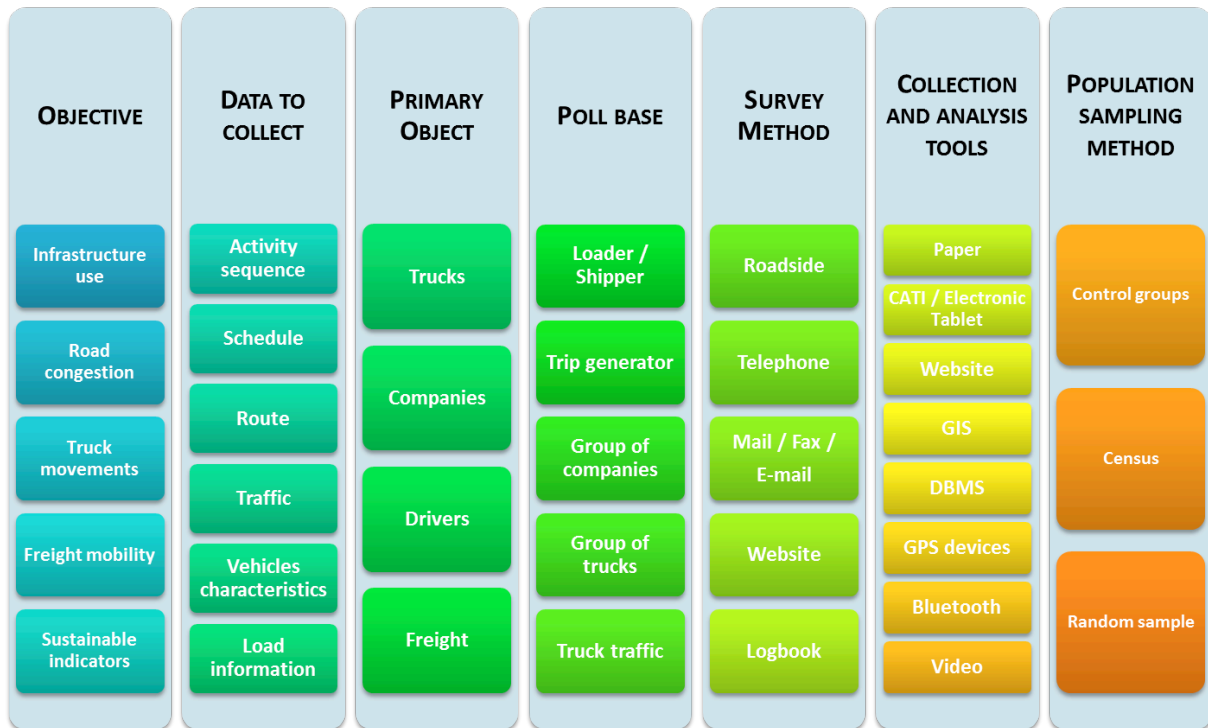 OBJECTIVE
Infrastructure
use
Road
congestion
Truck
movements
Freight mobility
Sustainable
indicators
DATA TO
COLLECT
Activity
sequence
Schedule
Route
Traffic
Vehicles
characteristics
Load
information
PRIMARY
OBJECT
Trucks
Companies
Drivers
Freight
POLL BASE
Loader /
Shipper
Trip generator
Group of
companies
Group of
trucks
Truck traffic
SURVEY
METHOD
Roadside
Telephone
Mail / Fax /
E-mail
Website
Logbook
COLLECTION
AND ANALYSIS
TOOLS
Paper
CATI / Electronic
Tablet
Website
GIS
DBMS
GPS devices
Bluetooth
Video
POPULATION
SAMPLING
METHOD
Control groups
Census
Random sample